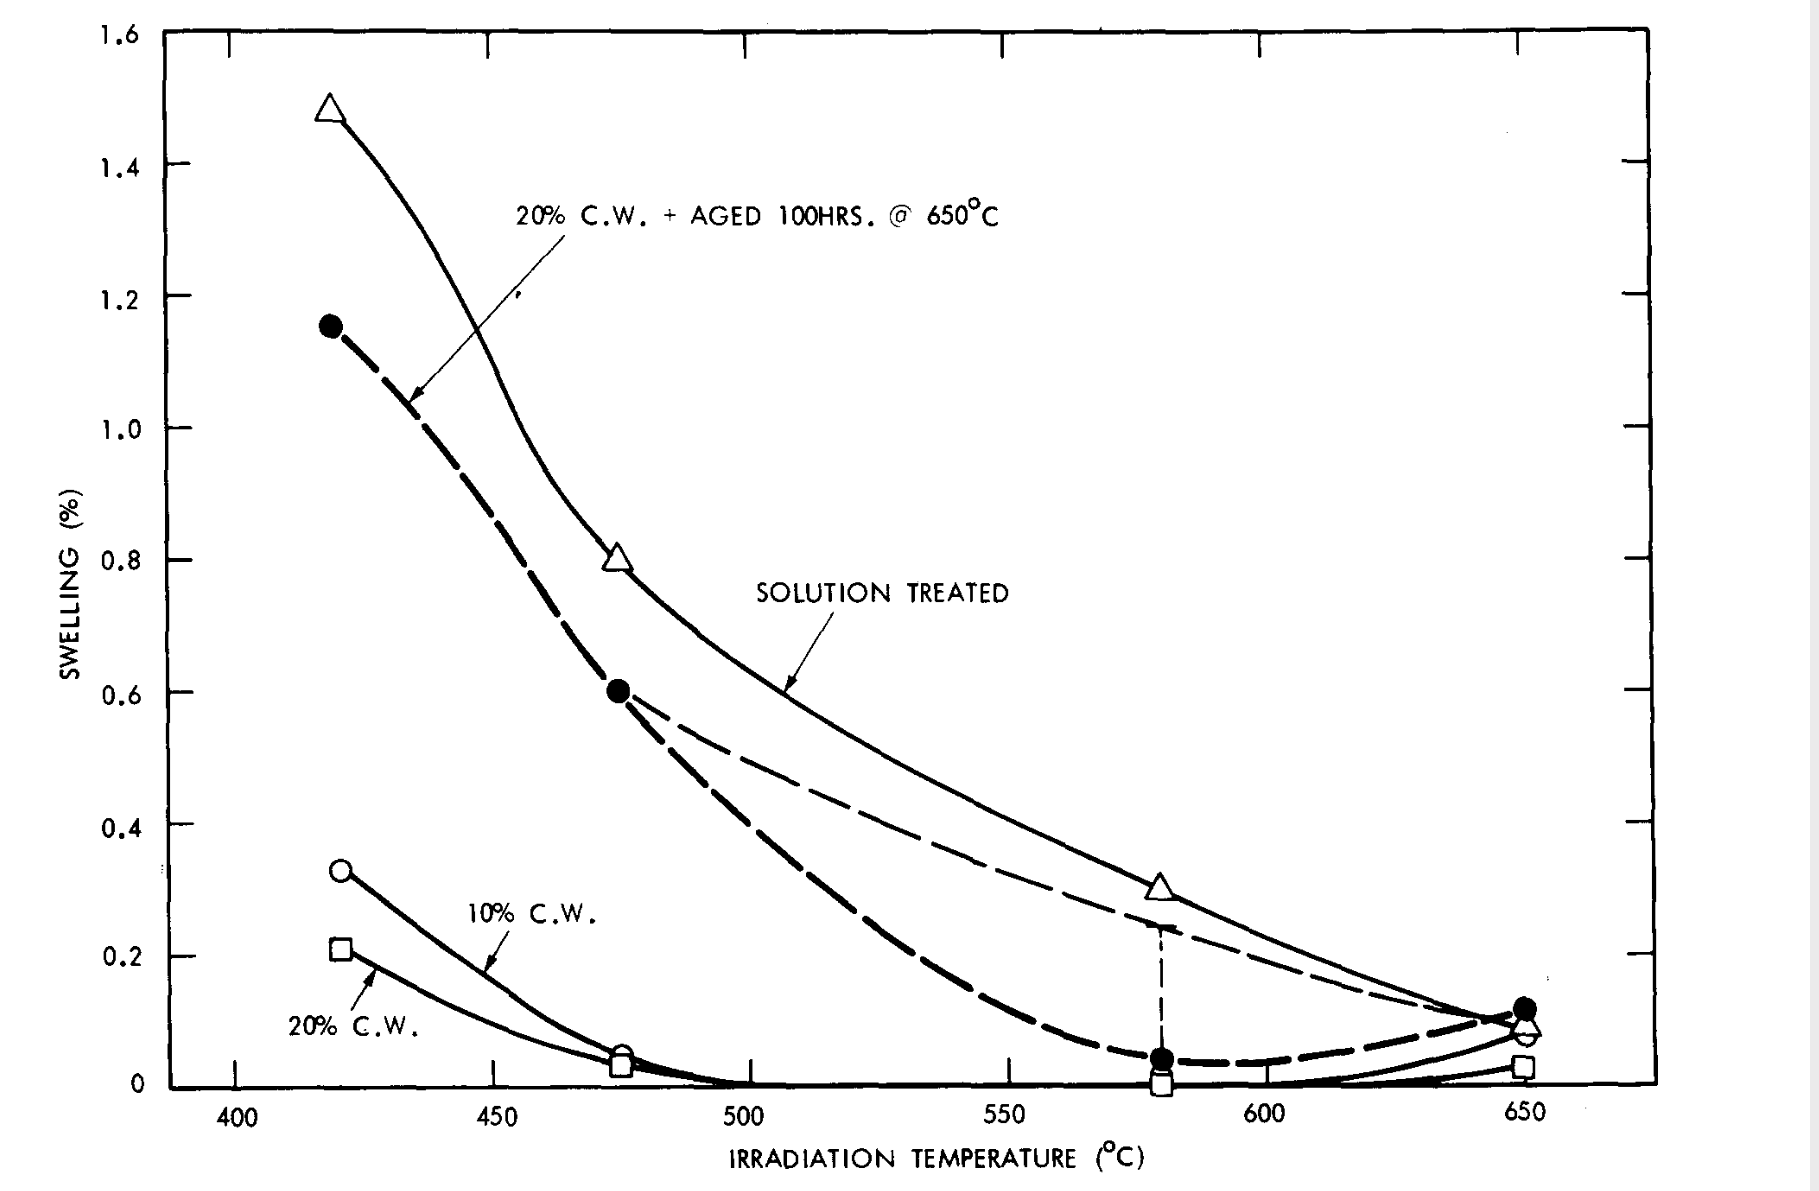 1.6
1.4
1.2
1.0
0.8
0.6
0.4
0.2
0
SWELLING (%)
20% C.W. + AGED 100HRS. @ 650°C
SOLUTION TREATED
10% C.W.
20% C.W.
400 450 500 550 600 650
IRRADIATION TEMPERATURE (°C)